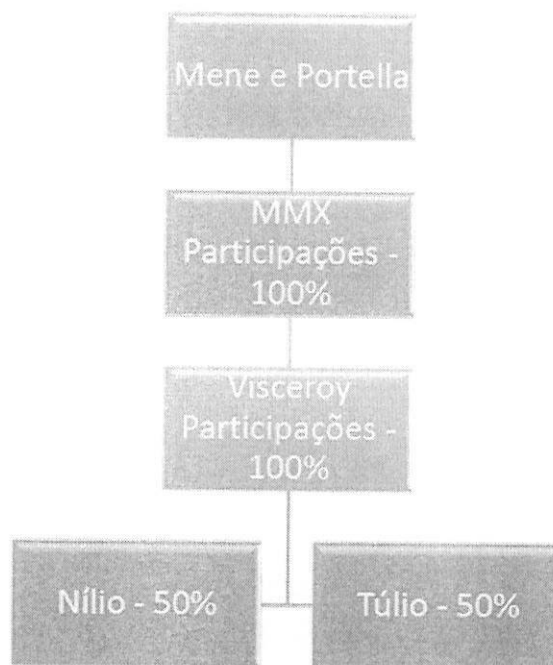 Mene e Portella
MMX
Participações -
100%
Visceroy
Participações -
100%
Nílio - 50%
Túlio - 50%